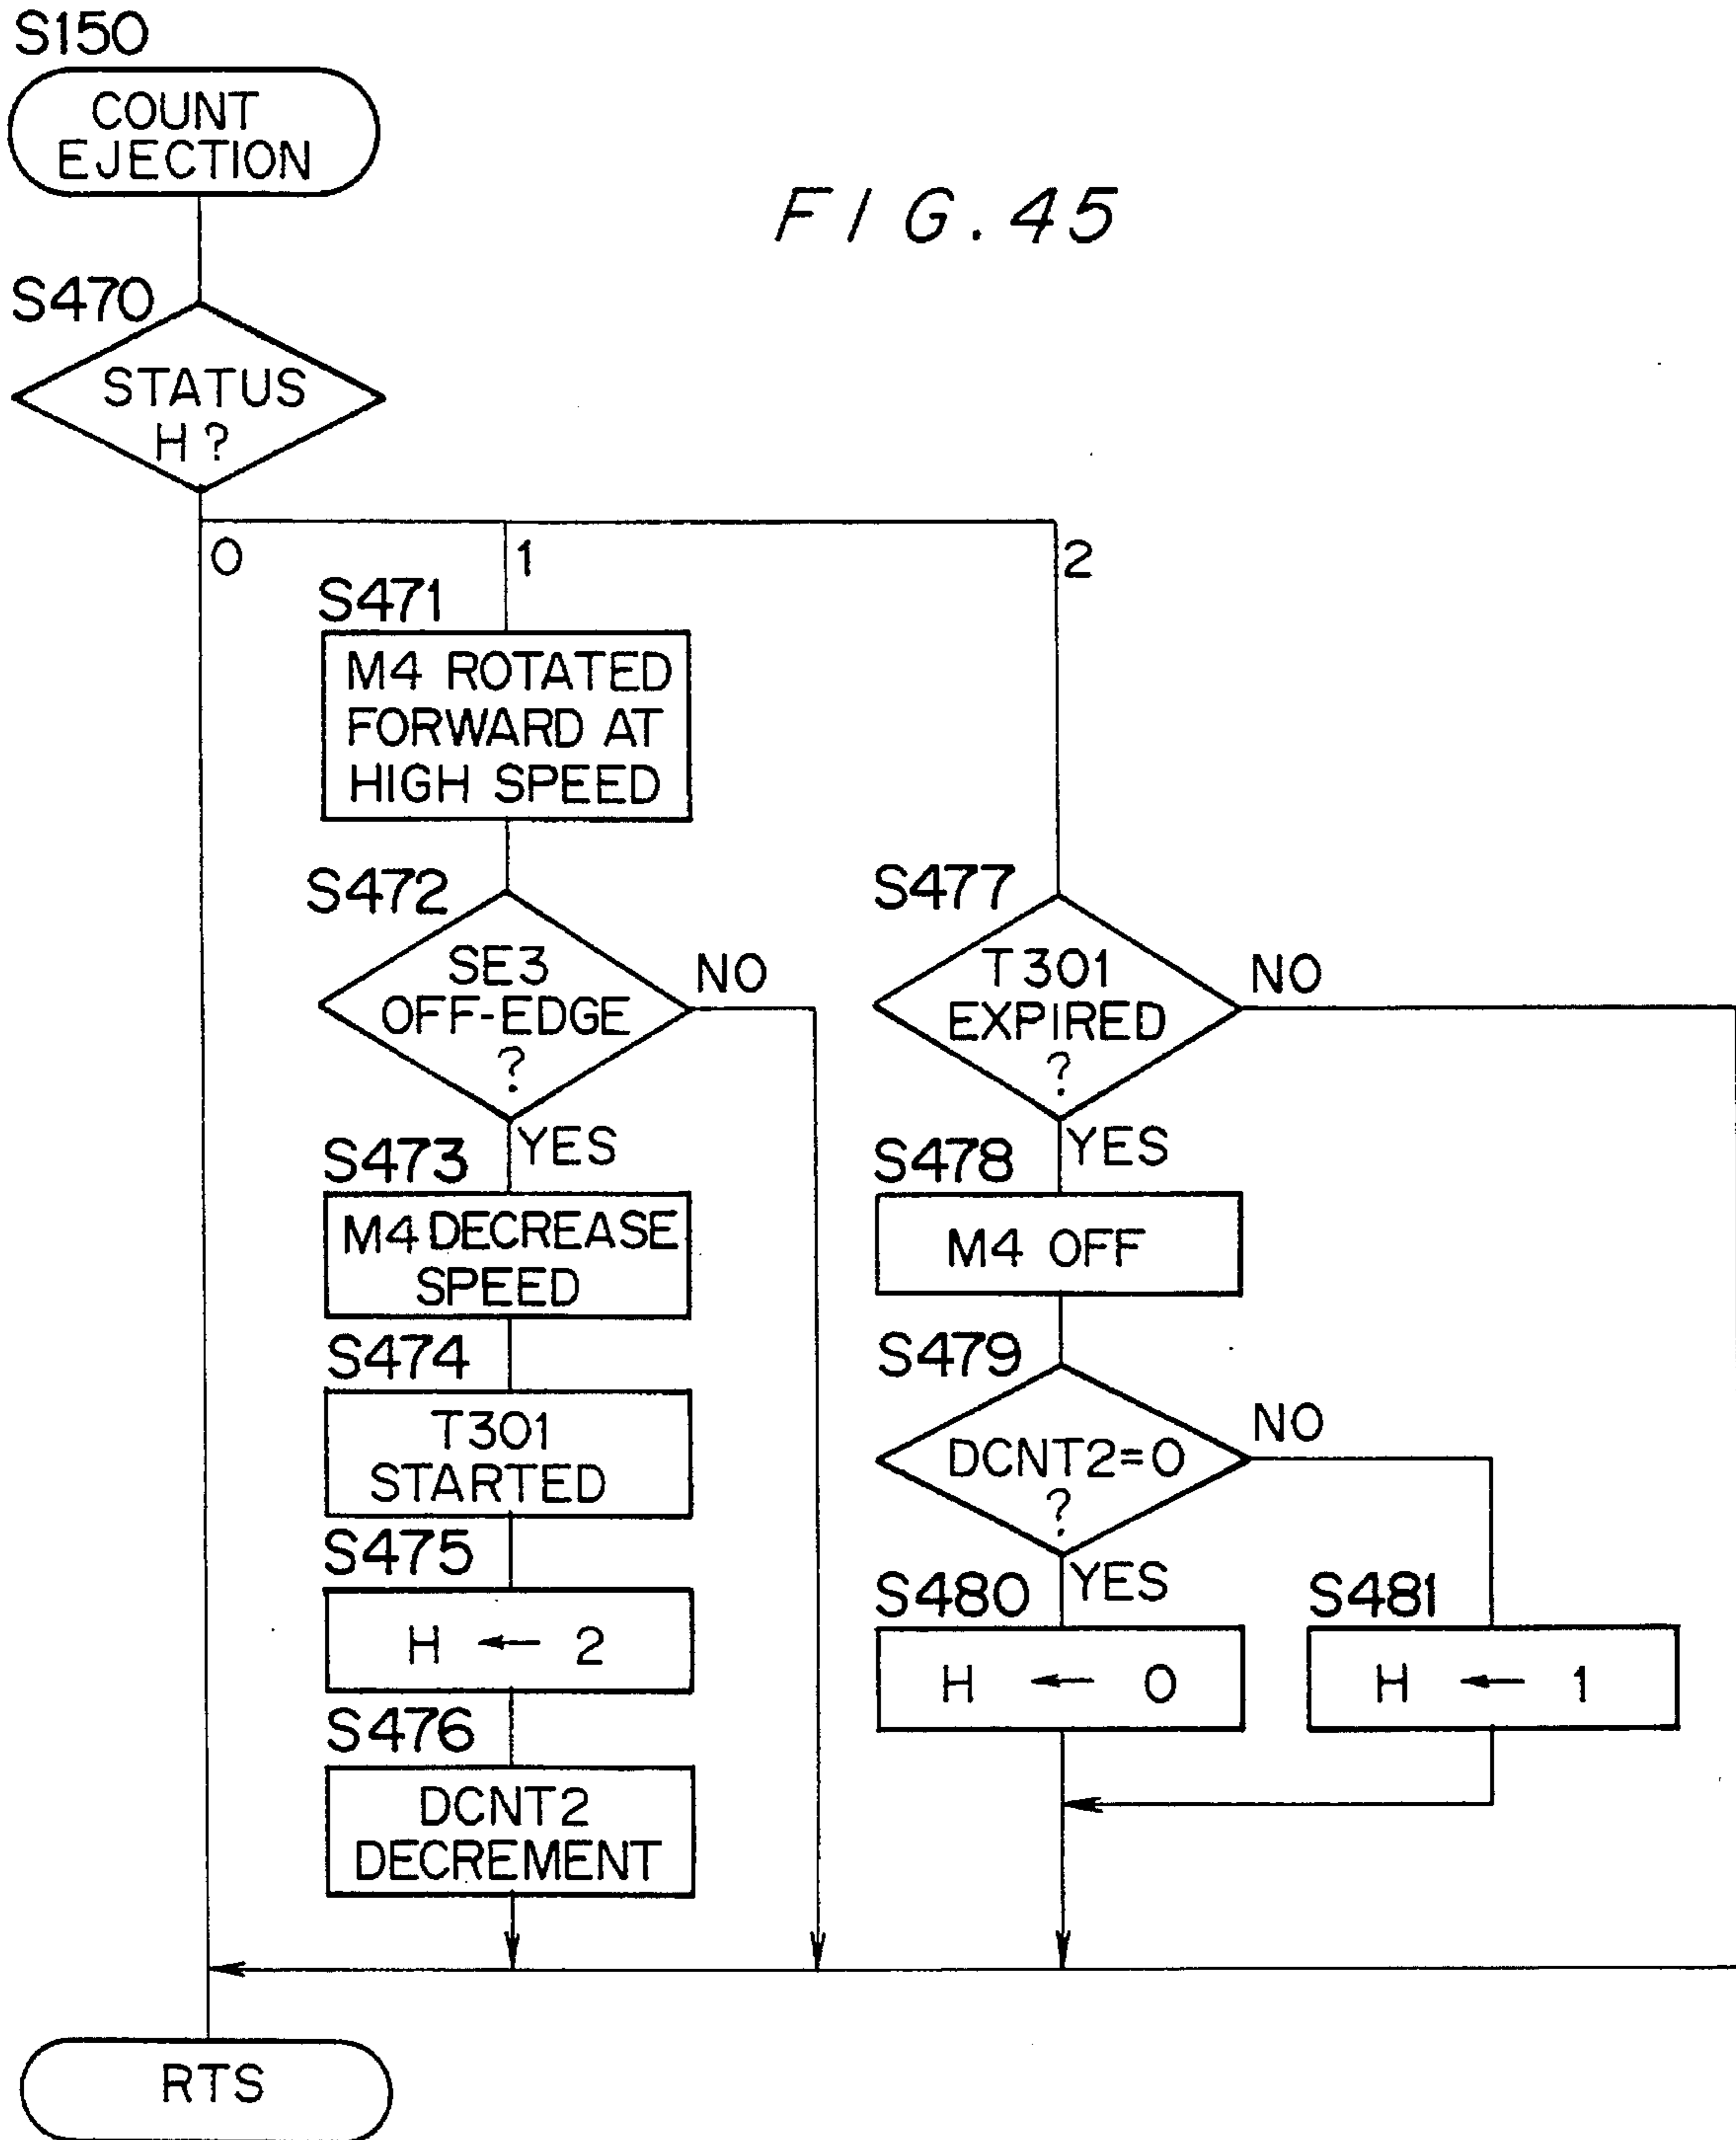 S150
COUNT
EJECTION
FIG.45
S470
STATUS
H?
0
1
2
S471
M4 ROTATED
FORWARD AT
HIGH SPEED
S472
SE3
OFF-EDGE
?
NO
YES
S473
M4 DECREASE
SPEED
S474
T301
STARTED
S475
H ← 2
S476
DCNT2
DECREMENT
S477
T301
EXPIRED
?
NO
YES
S478
M4 OFF
S479
DCNT2=0
?
NO
YES
S480
H ← 0
S481
H ← 1
RTS